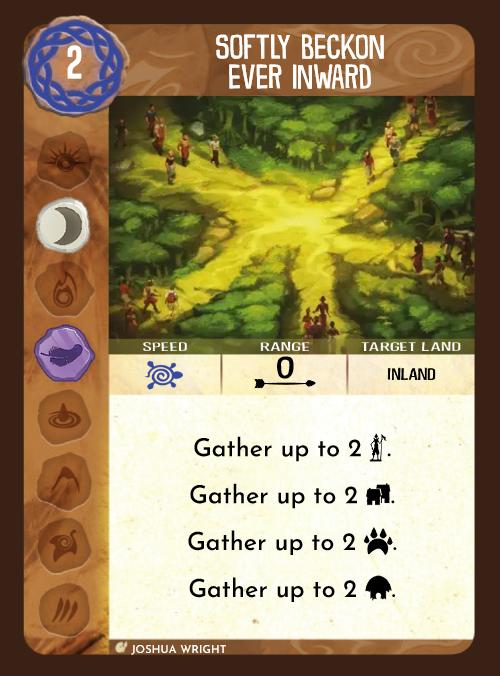 2
SOFTLY BECKON
EVER INWARD
SPEED RANGE TARGET LAND
0 INLAND
Gather up to 2 .
Gather up to 2 .
Gather up to 2 .
Gather up to 2 .
JOSHUA WRIGHT